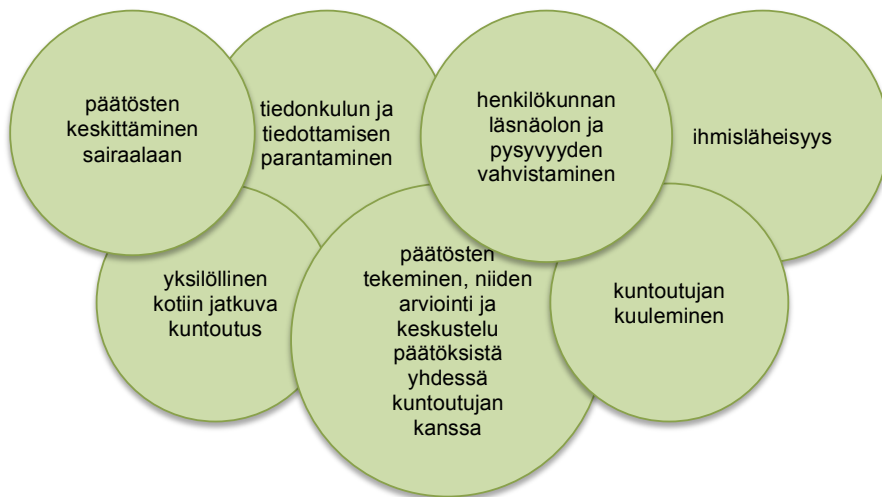 päätösten
keskittäminen
sairaalaan
tiedonkulun ja
tiedottamisen
parantaminen
henkilökunnan
läsnäolon ja
pysyvyyden
vahvistaminen
ihmisläheisyys
yksilöllinen
kotiin jatkuva
kuntoutus
päätösten
tekeminen, niiden
arviointi ja
keskustelu
päätöksistä
yhdessä
kuntoutujan
kanssa
kuntoutujan
kuuleminen